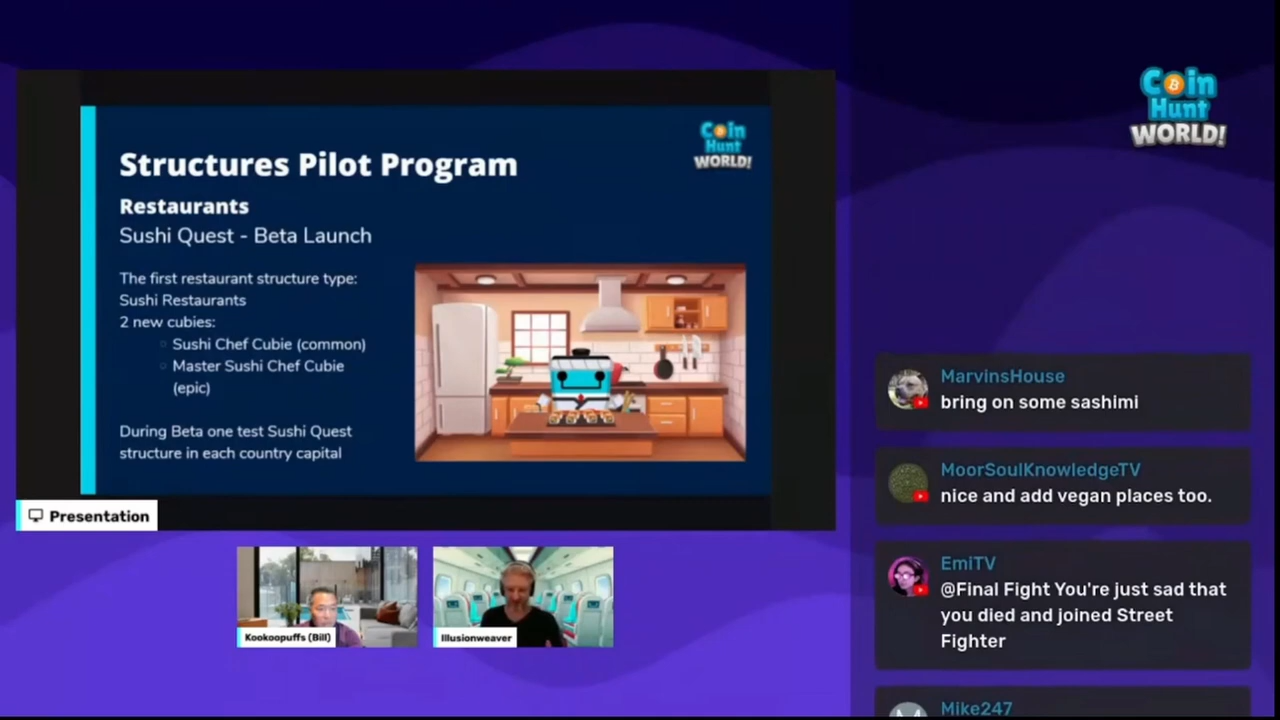 Coin
Hunt
WORLD!
Structures Pilot Program
Restaurants
Sushi Quest - Beta Launch
The first restaurant structure type:
Sushi Restaurants
2 new cubies:
Sushi Chef Cubie (common)
Master Sushi Chef Cubie
(epic)
During Beta one test Sushi Quest
structure in each country capital
Presentation
Kookoopuffs (Bill)
Illusionweaver
Coin
Hunt
WORLD!
MarvinsHouse
bring on some sashimi
MoorSoulKnowledgeTV
nice and add vegan places too.
EmiTV
@Final Fight You're just sad that
you died and joined Street
Fighter
Mike247